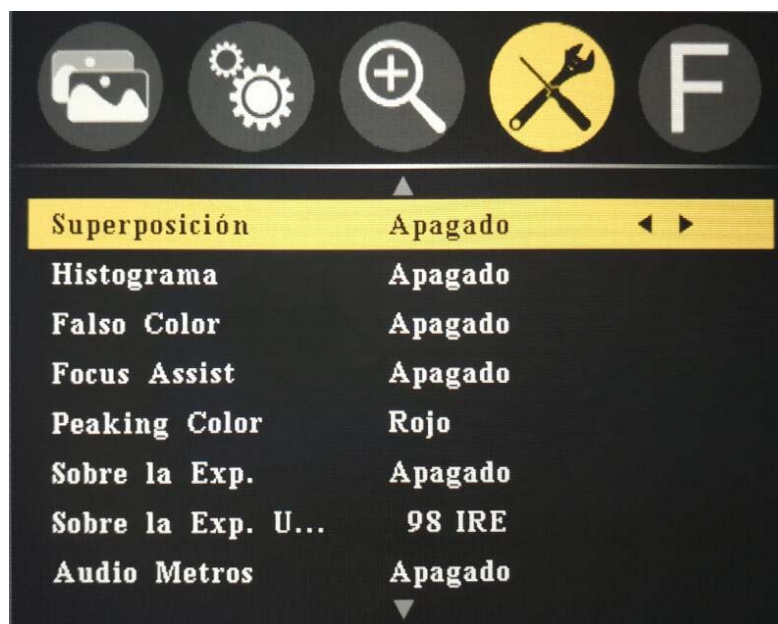 F
Superposición Apagado
Histograma Apagado
Falso Color Apagado
Focus Assist Apagado
Peaking Color Rojo
Sobre la Exp. Apagado
Sobre la Exp. U... 98 IRE
Audio Metros Apagado